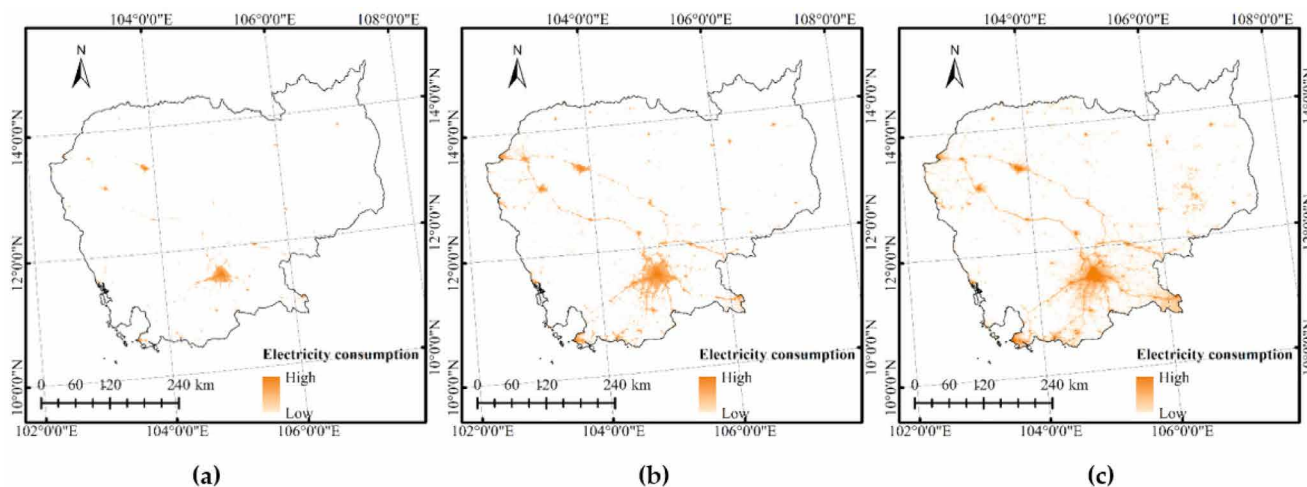 104°0'0"E 106°0'0"E 108°0'0"E
N
14°0'0"N
14°0'0"N
12°0'0"N
12°0'0"N
10°0'0"N
10°0'0"N
Electricity consumption
High
Low
0 60 120 240 km
102°0'0"E 104°0'0"E 106°0'0"E
(a)
104°0'0"E 106°0'0"E 108°0'0"E
N
14°0'0"N
14°0'0"N
12°0'0"N
12°0'0"N
10°0'0"N
10°0'0"N
Electricity consumption
High
Low
0 60 120 240 km
102°0'0"E 104°0'0"E 106°0'0"E
(b)
104°0'0"E 106°0'0"E 108°0'0"E
N
14°0'0"N
14°0'0"N
12°0'0"N
12°0'0"N
10°0'0"N
10°0'0"N
Electricity consumption
High
Low
0 60 120 240 km
102°0'0"E 104°0'0"E 106°0'0"E
(c)